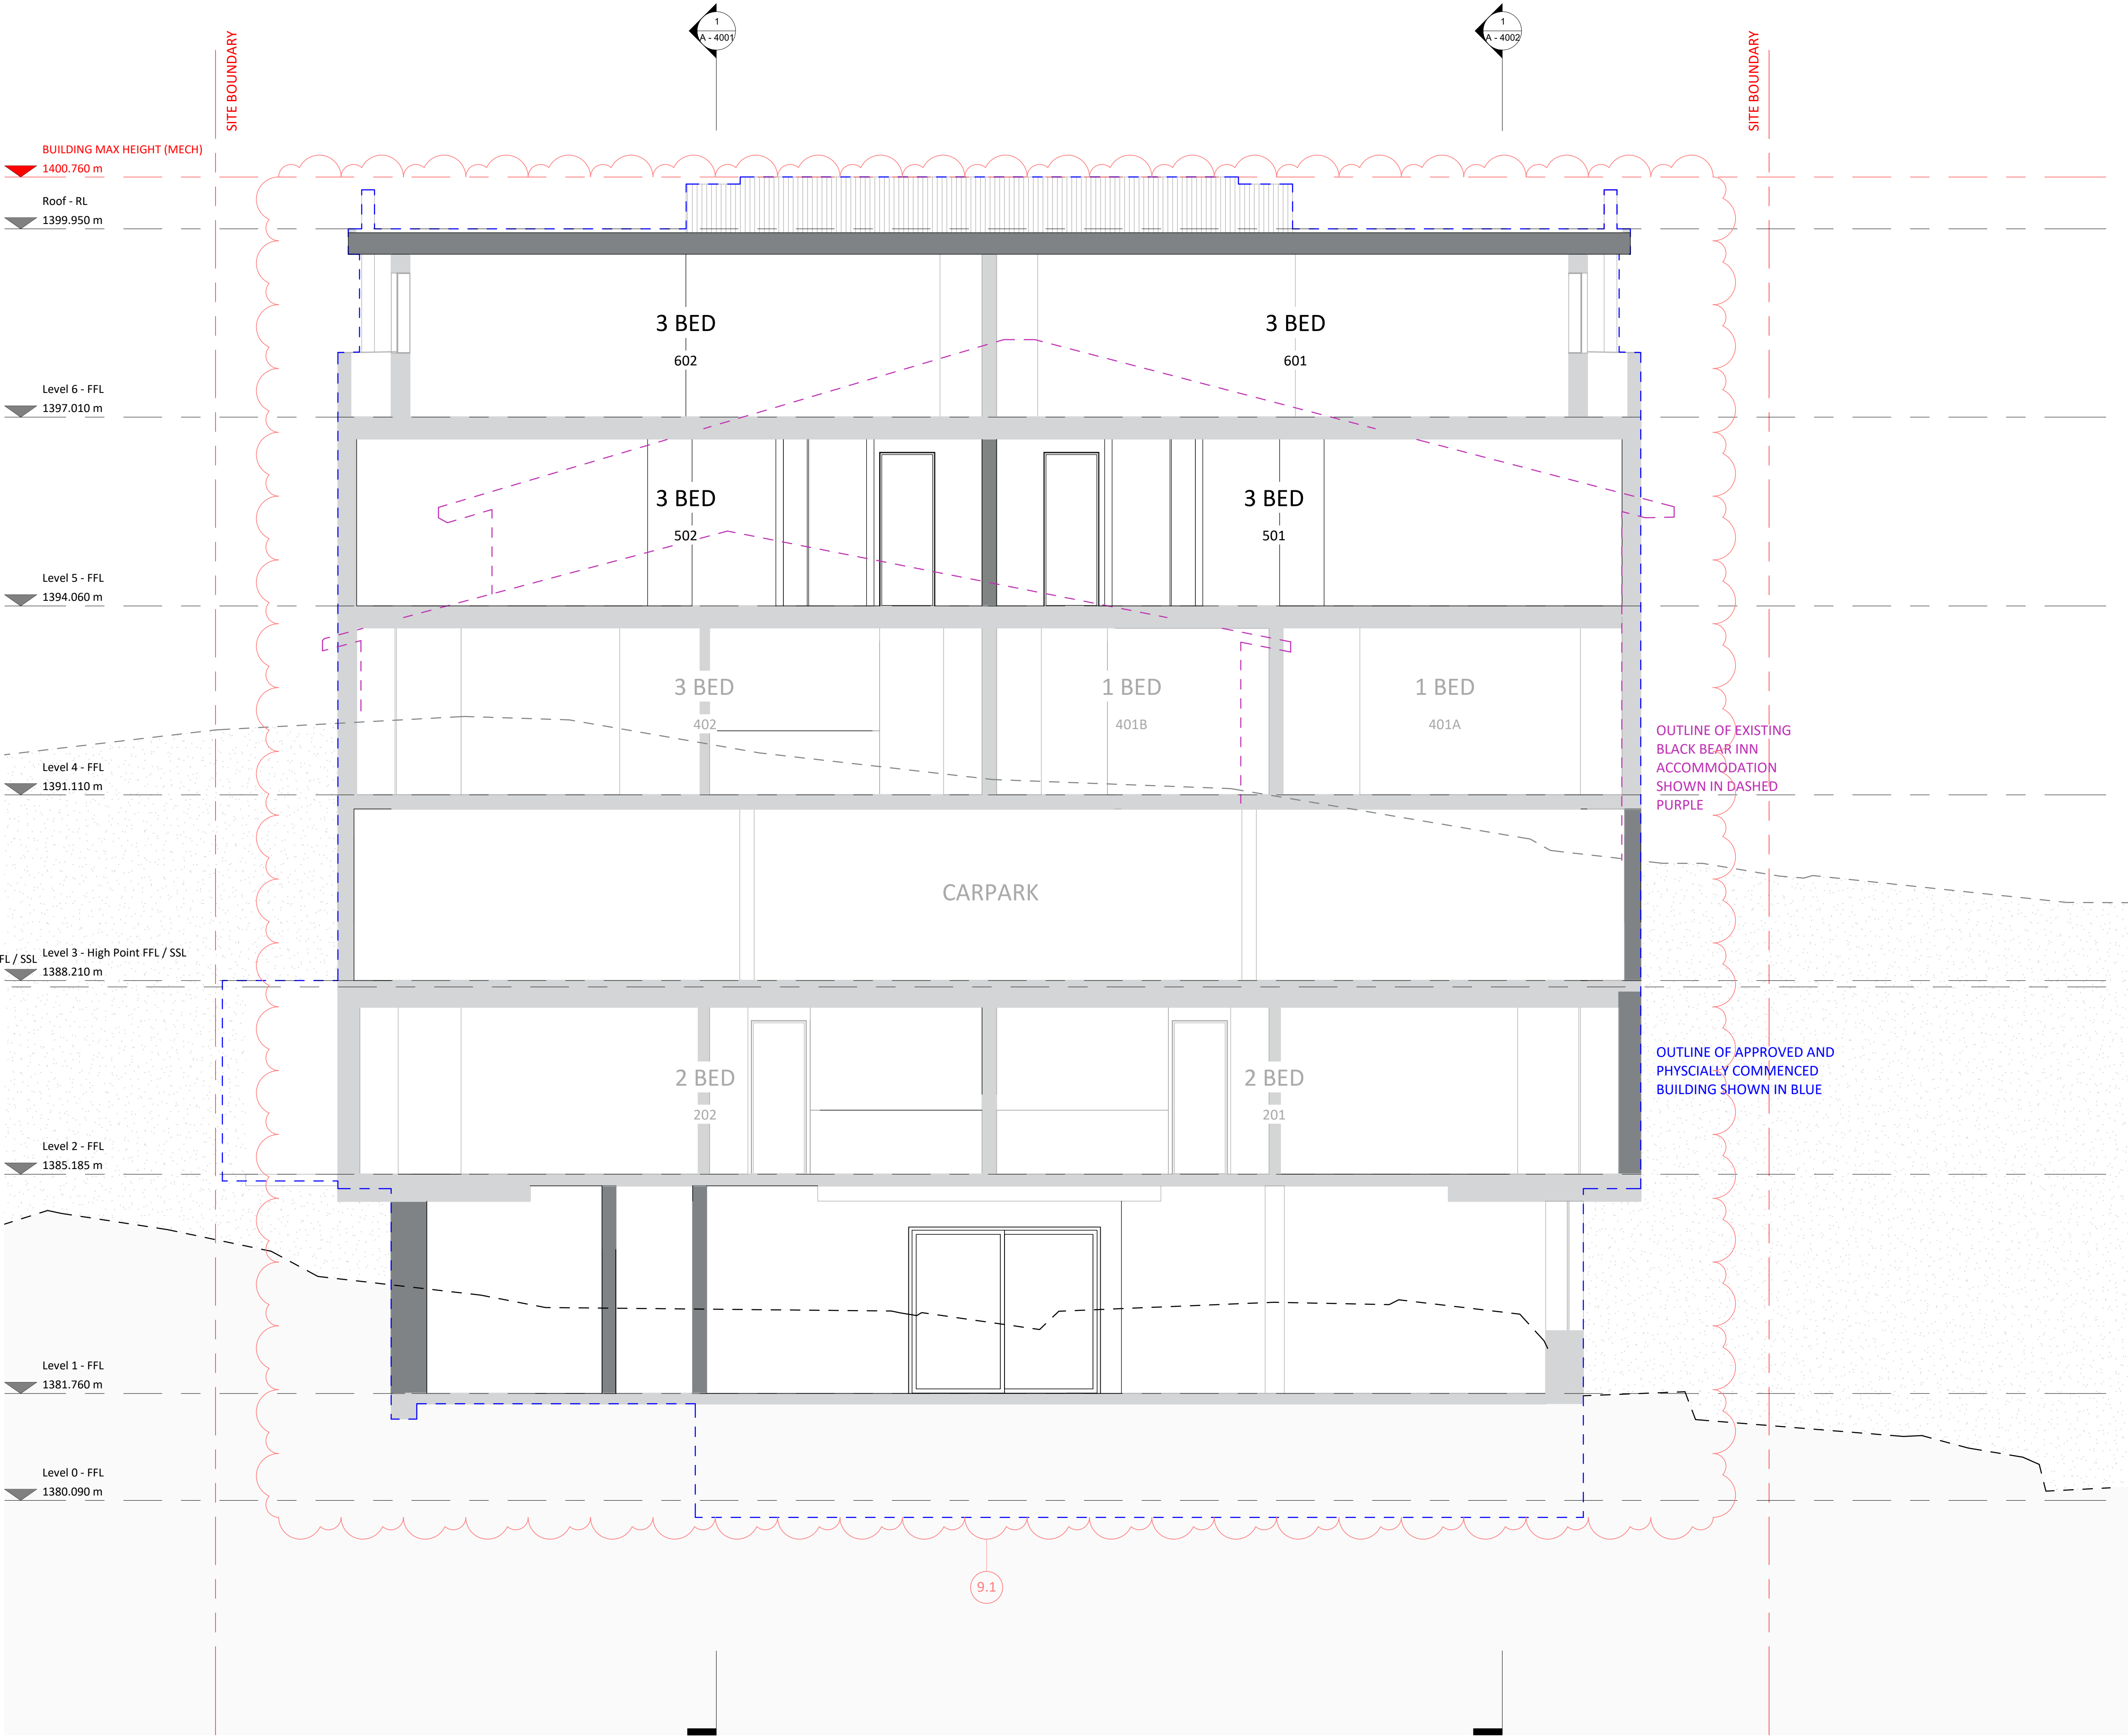 1
A - 4001
1
A - 4002
SITE BOUNDARY
SITE BOUNDARY
BUILDING MAX HEIGHT (MECH)
1400.760 m
Roof - RL
1399.950 m
3 BED
602
3 BED
601
Level 6 - FFL
1397.010 m
3 BED
502
3 BED
501
Level 5 - FFL
1394.060 m
3 BED
402
1 BED
401B
1 BED
401A
OUTLINE OF EXISTING
BLACK BEAR INN
ACCOMMODATION
SHOWN IN DASHED
PURPLE
Level 4 - FFL
1391.110 m
CARPARK
FL / SSL
Level 3 - High Point FFL / SSL
1388.210 m
OUTLINE OF APPROVED AND
PHYSCIALLY COMMENCED
BUILDING SHOWN IN BLUE
2 BED
202
2 BED
201
Level 2 - FFL
1385.185 m
Level 1 - FFL
1381.760 m
Level 0 - FFL
1380.090 m
9.1